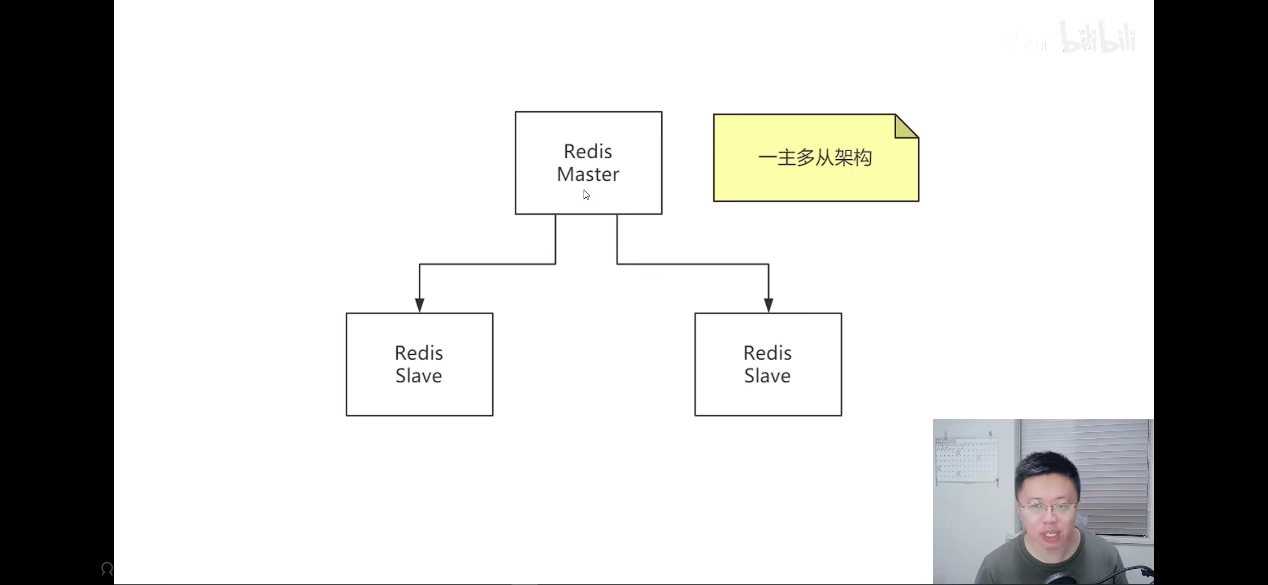 bilibili
Redis
Master
一主多从架构
Redis
Slave
Redis
Slave